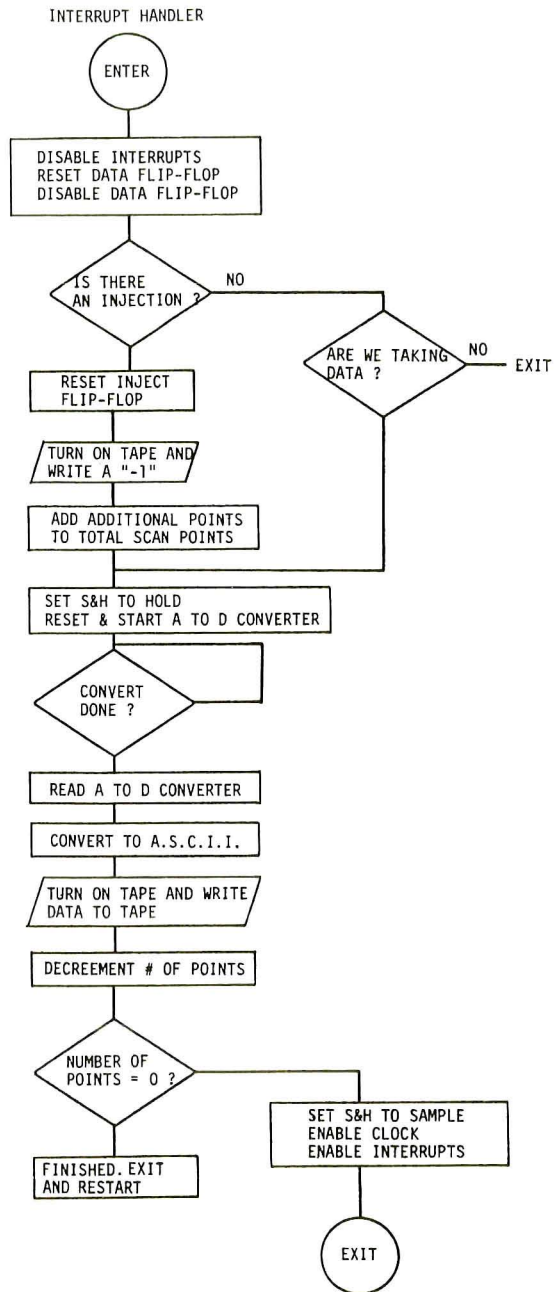 INTERRUPT HANDLER
ENTER
DISABLE INTERRUPTS
RESET DATA FLIP-FLOP
DISABLE DATA FLIP-FLOP
IS THERE
AN INJECTION ?
NO
ARE WE TAKING
DATA ?
NO
EXIT
RESET INJECT
FLIP-FLOP
TURN ON TAPE AND
WRITE A "-1"
ADD ADDITIONAL POINTS
TO TOTAL SCAN POINTS
SET S&H TO HOLD
RESET & START A TO D CONVERTER
CONVERT
DONE ?
READ A TO D CONVERTER
CONVERT TO A.S.C.I.I.
TURN ON TAPE AND WRITE
DATA TO TAPE
DECREEMENT # OF POINTS
NUMBER OF
POINTS = 0 ?
SET S&H TO SAMPLE
ENABLE CLOCK
ENABLE INTERRUPTS
FINISHED. EXIT
AND RESTART
EXIT